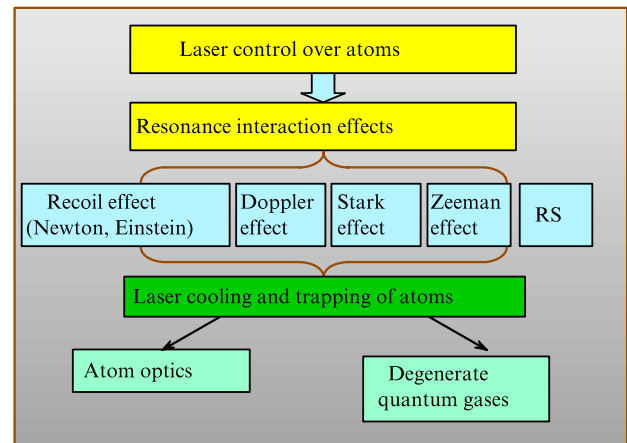 Laser control over atoms
Resonance interaction effects
Recoil effect
(Newton, Einstein)
Doppler
effect
Stark
effect
Zeeman
effect
RS
Laser cooling and trapping of atoms
Atom optics
Degenerate
quantum gases